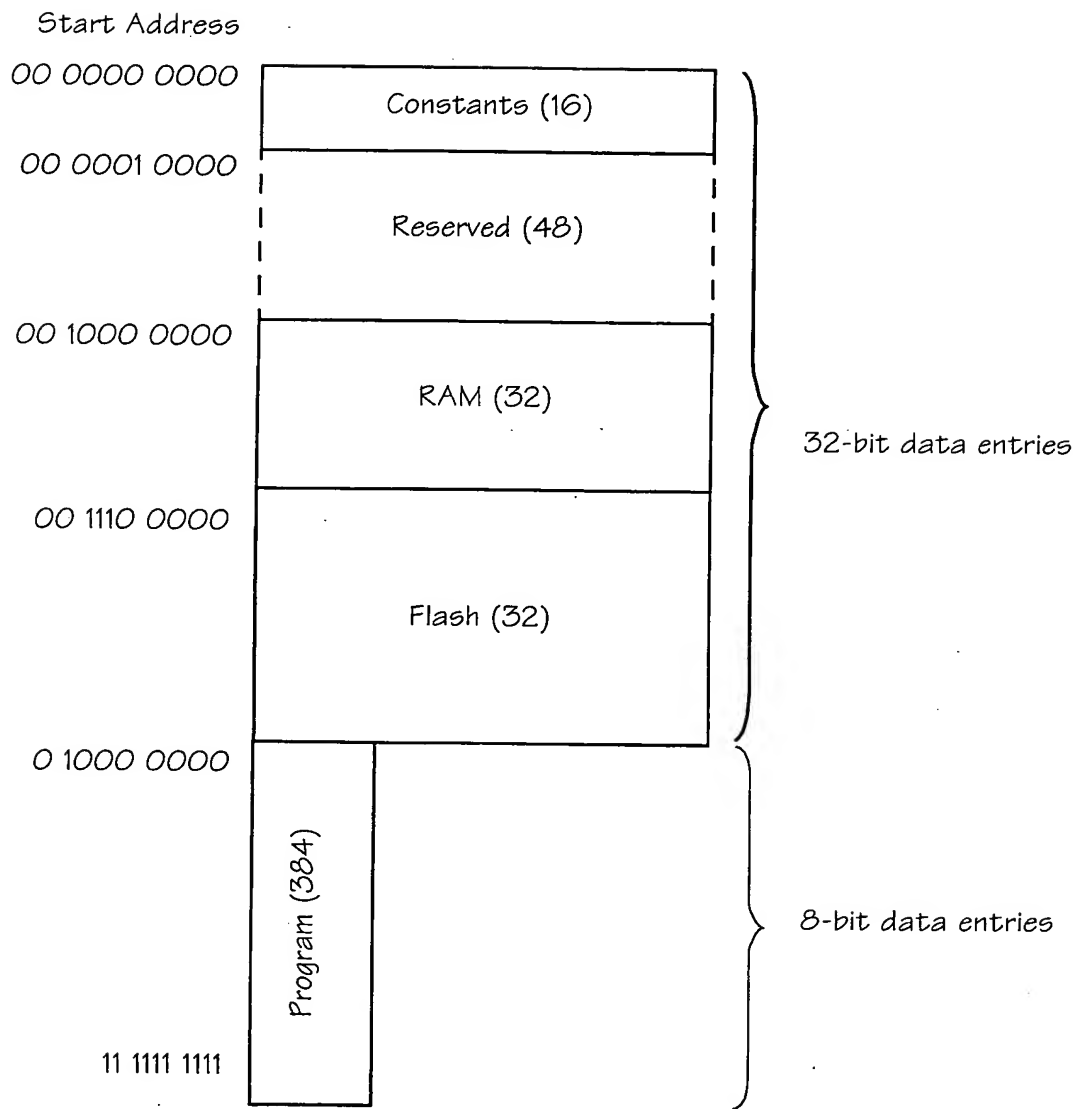 Start Address
00 0000 0000
Constants (16)
00 0001 0000
Reserved (48)
00 1000 0000
RAM (32)
32-bit data entries
00 1110 0000
Flash (32)
0 1000 0000
Program (384)
8-bit data entries
11 1111 1111